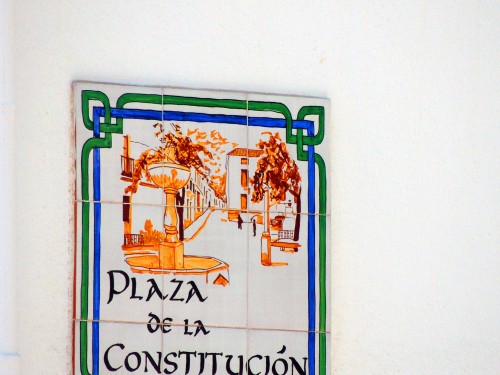 PLAZA
DE LA
CONSTITUCIÓN